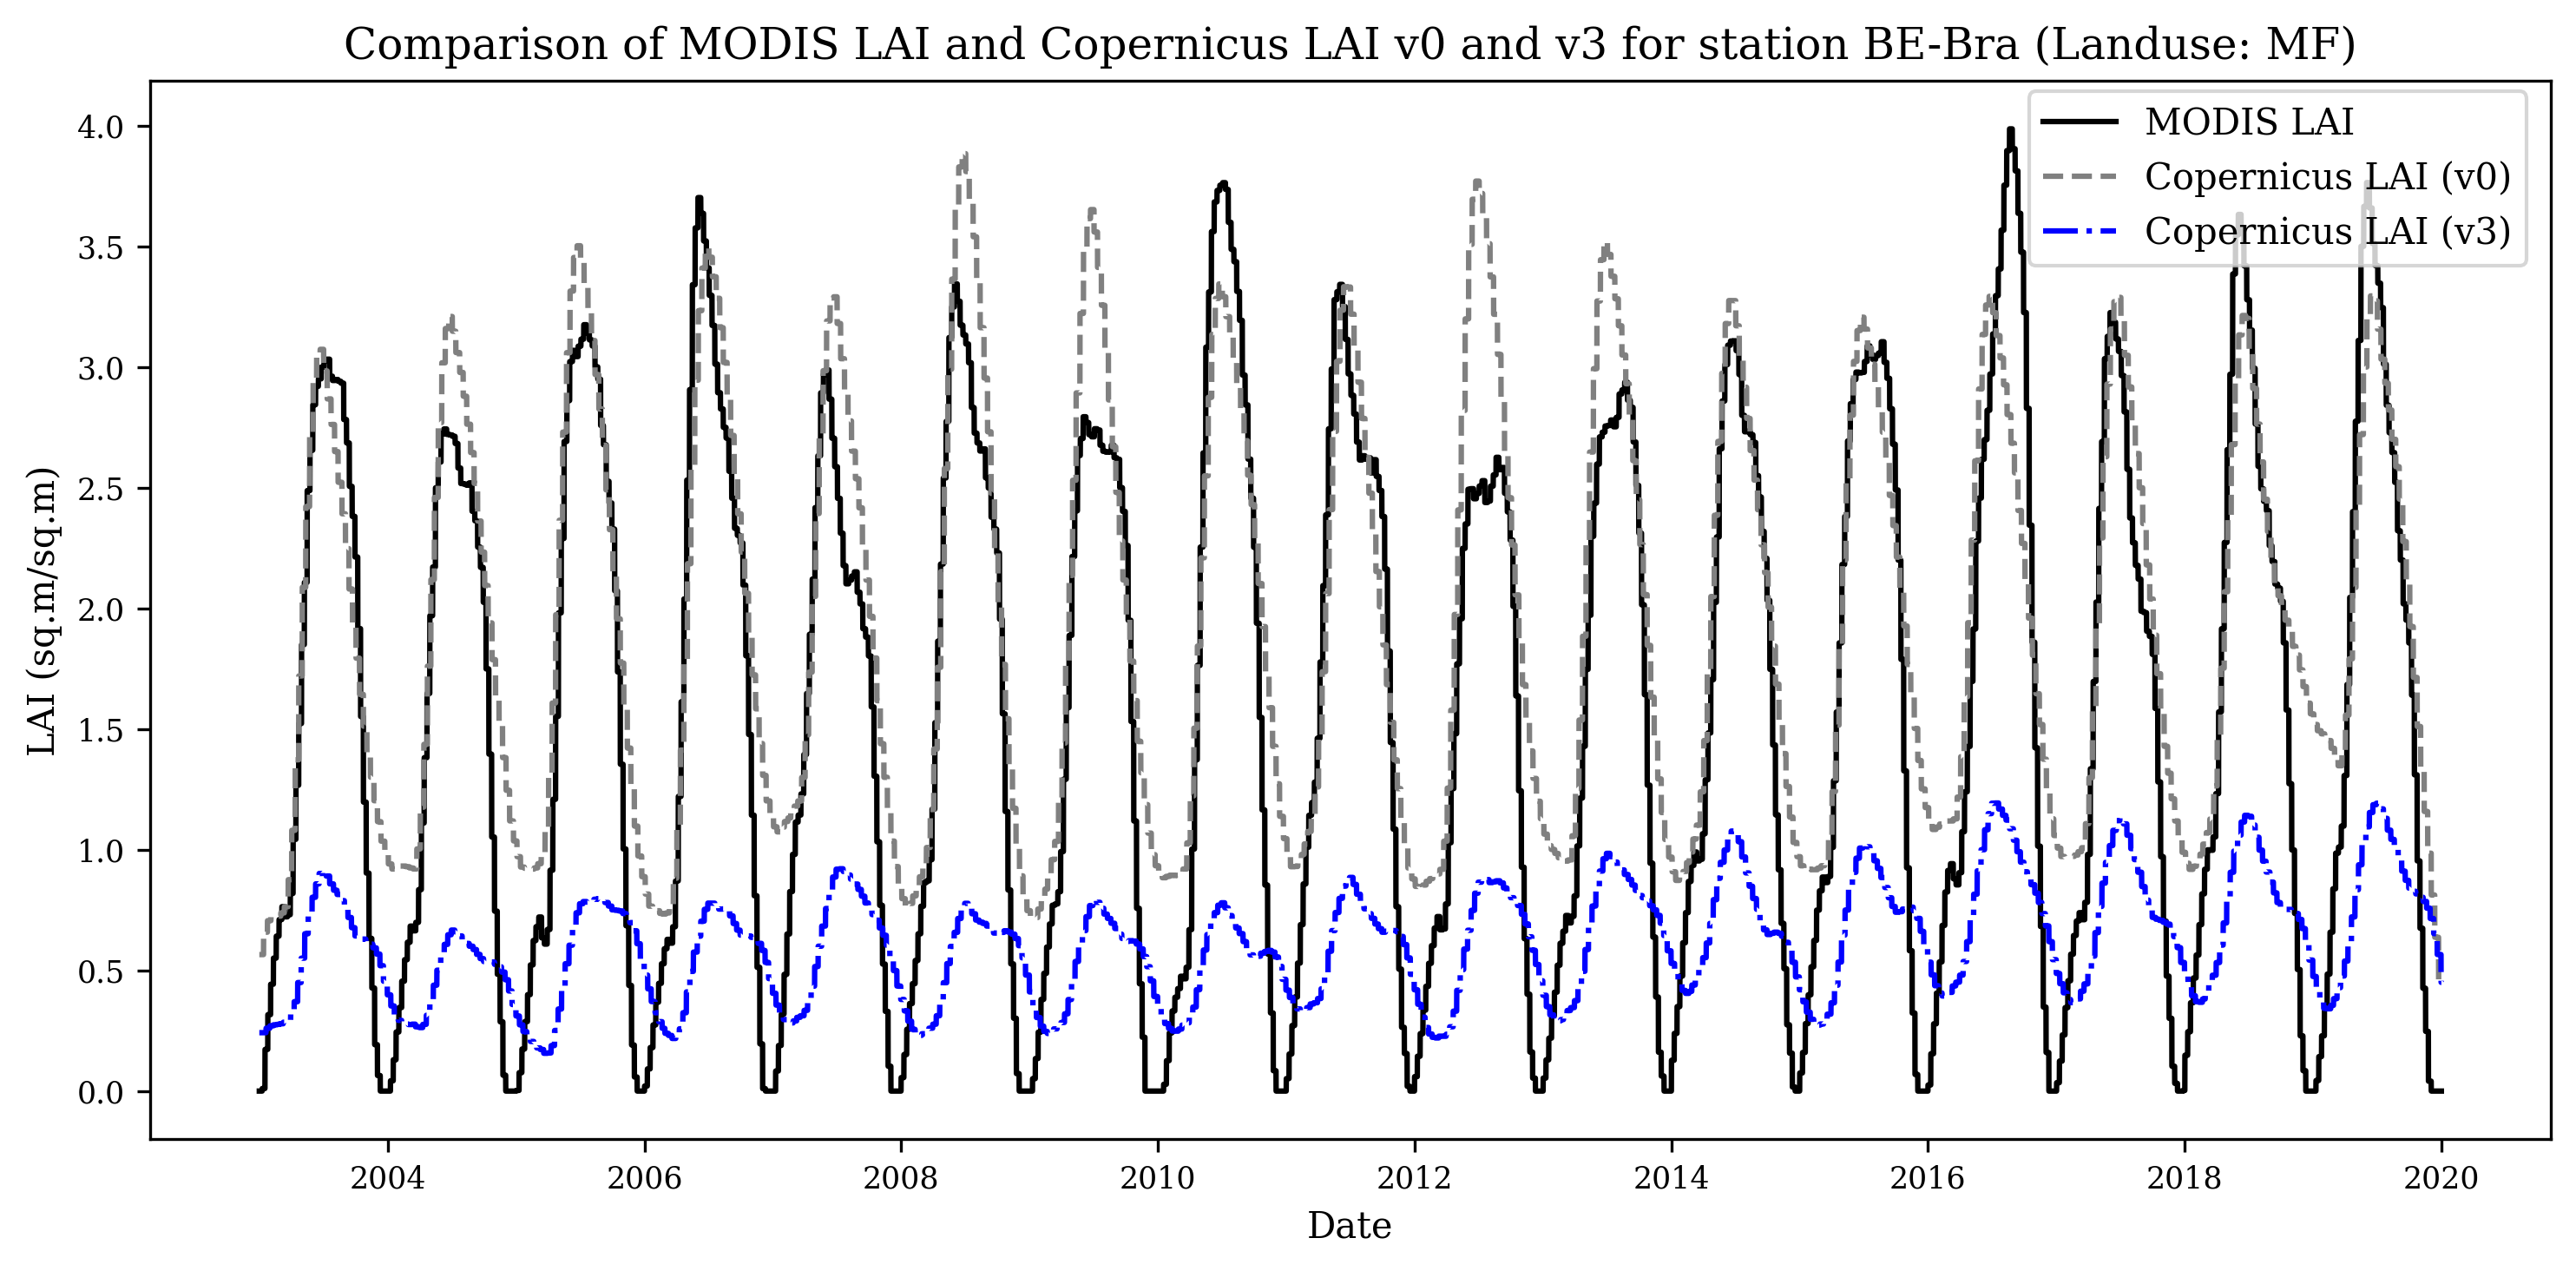 Comparison of MODIS LAI and Copernicus LAI v0 and v3 for station BE-Bra (Landuse: MF)
MODIS LAI
Copernicus LAI (v0)
Copernicus LAI (v3)
LAI (sq.m/sq.m)
4.0
3.5
3.0
2.5
2.0
1.5
1.0
0.5
0.0
2004 2006 2008 2010 2012 2014 2016 2018 2020
Date